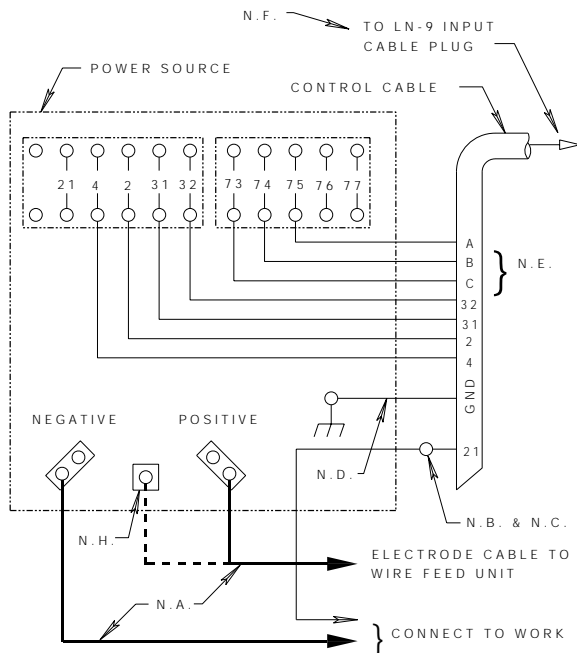 N.F.
TO LN-9 INPUT
CABLE PLUG
POWER SOURCE
CONTROL CABLE
21 4 2 31 32 73 74 75 76 77
A
B
C
N.E.
32
31
2
4
GND
NEGATIVE POSITIVE
21
N.D.
N.B. & N.C.
N.H.
ELECTRODE CABLE TO
WIRE FEED UNIT
N.A.
CONNECT TO WORK